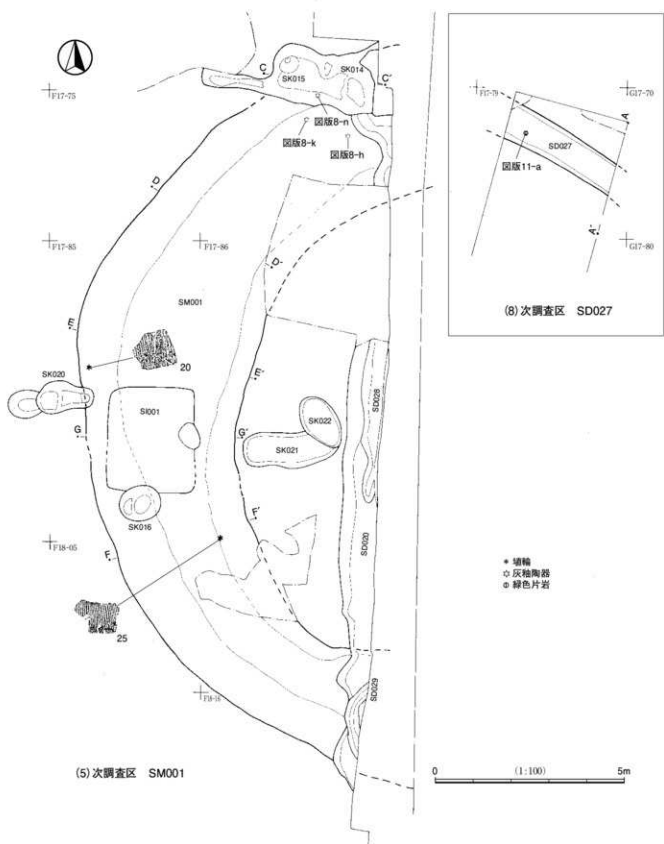 C
SK015
SK014
C'
F17-75
図版8-n
図版8-k
図版8-h
D
F17-85
F17-86
D'
SM001
E
20
SK020
SI001
E'
SD028
G
G'
SK022
SK021
SK016
F'
F18-05
F
SD020
25
SD029
(5)次調査区 SM001
F17-79
G17-70
A
SD027
図版11-a
A'
G17-80
(8)次調査区 SD027
埴輪
灰釉陶器
緑色片岩
0 (1:100) 5m